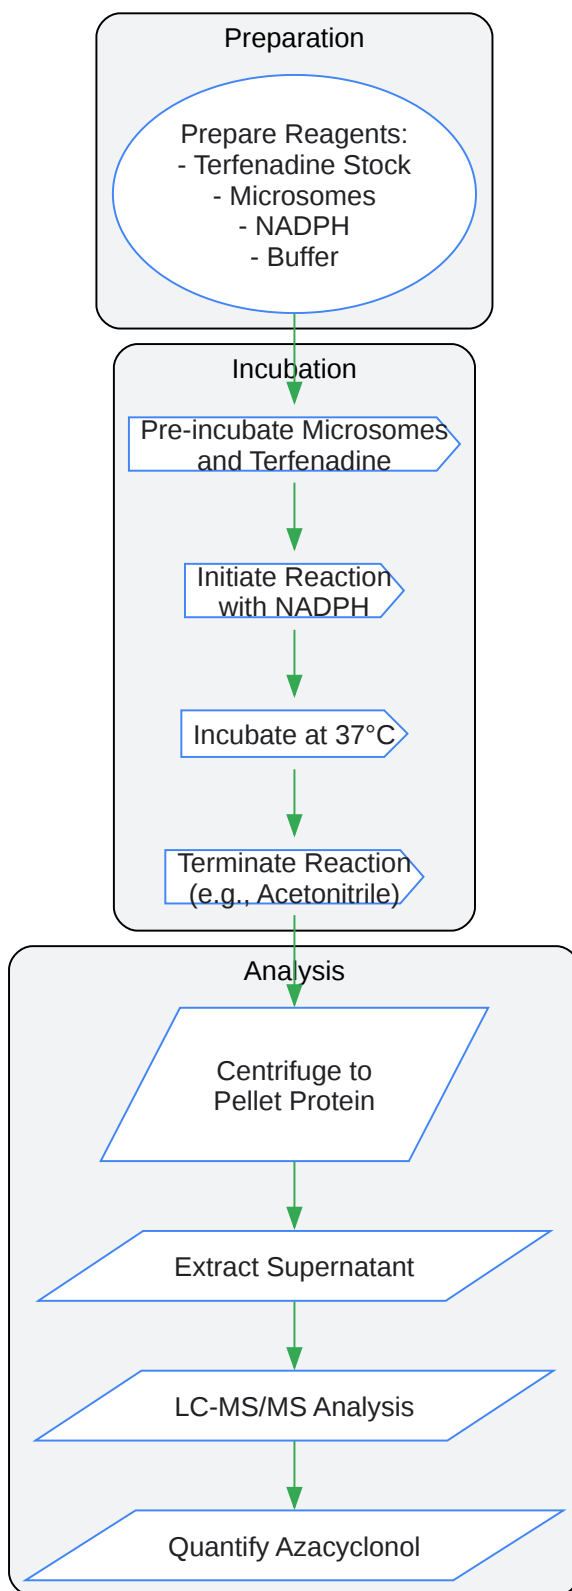 Preparation
Prepare Reagents:
- Terfenadine Stock
- Microsomes
- NADPH
- Buffer
Incubation
Pre-incubate Microsomes
and Terfenadine
Initiate Reaction
with NADPH
Incubate at 37°C
Terminate Reaction
(e.g., Acetonitrile)
Analysis
Centrifuge to
Pellet Protein
Extract Supernatant
LC-MS/MS Analysis
Quantify Azacyclonol